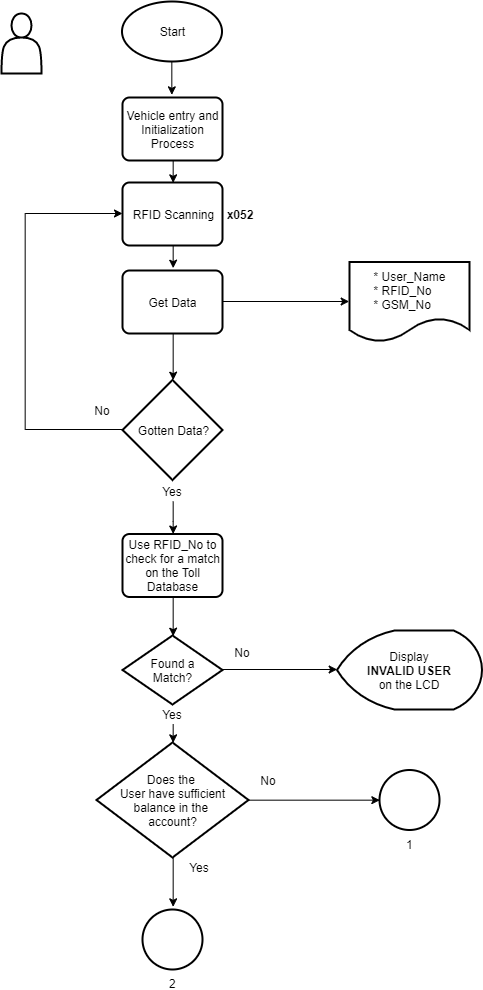 Start
Vehicle entry and
Initialization
Process
RFID Scanning
x052
Get Data
* User_Name
* RFID_No
* GSM_No
No
Gotten Data?
Yes
Use RFID_No to
check for a match
on the Toll
Database
Found a
Match?
No
Display
INVALID USER
on the LCD
Yes
Does the
User have sufficient
balance in the
account?
No
1
Yes
2